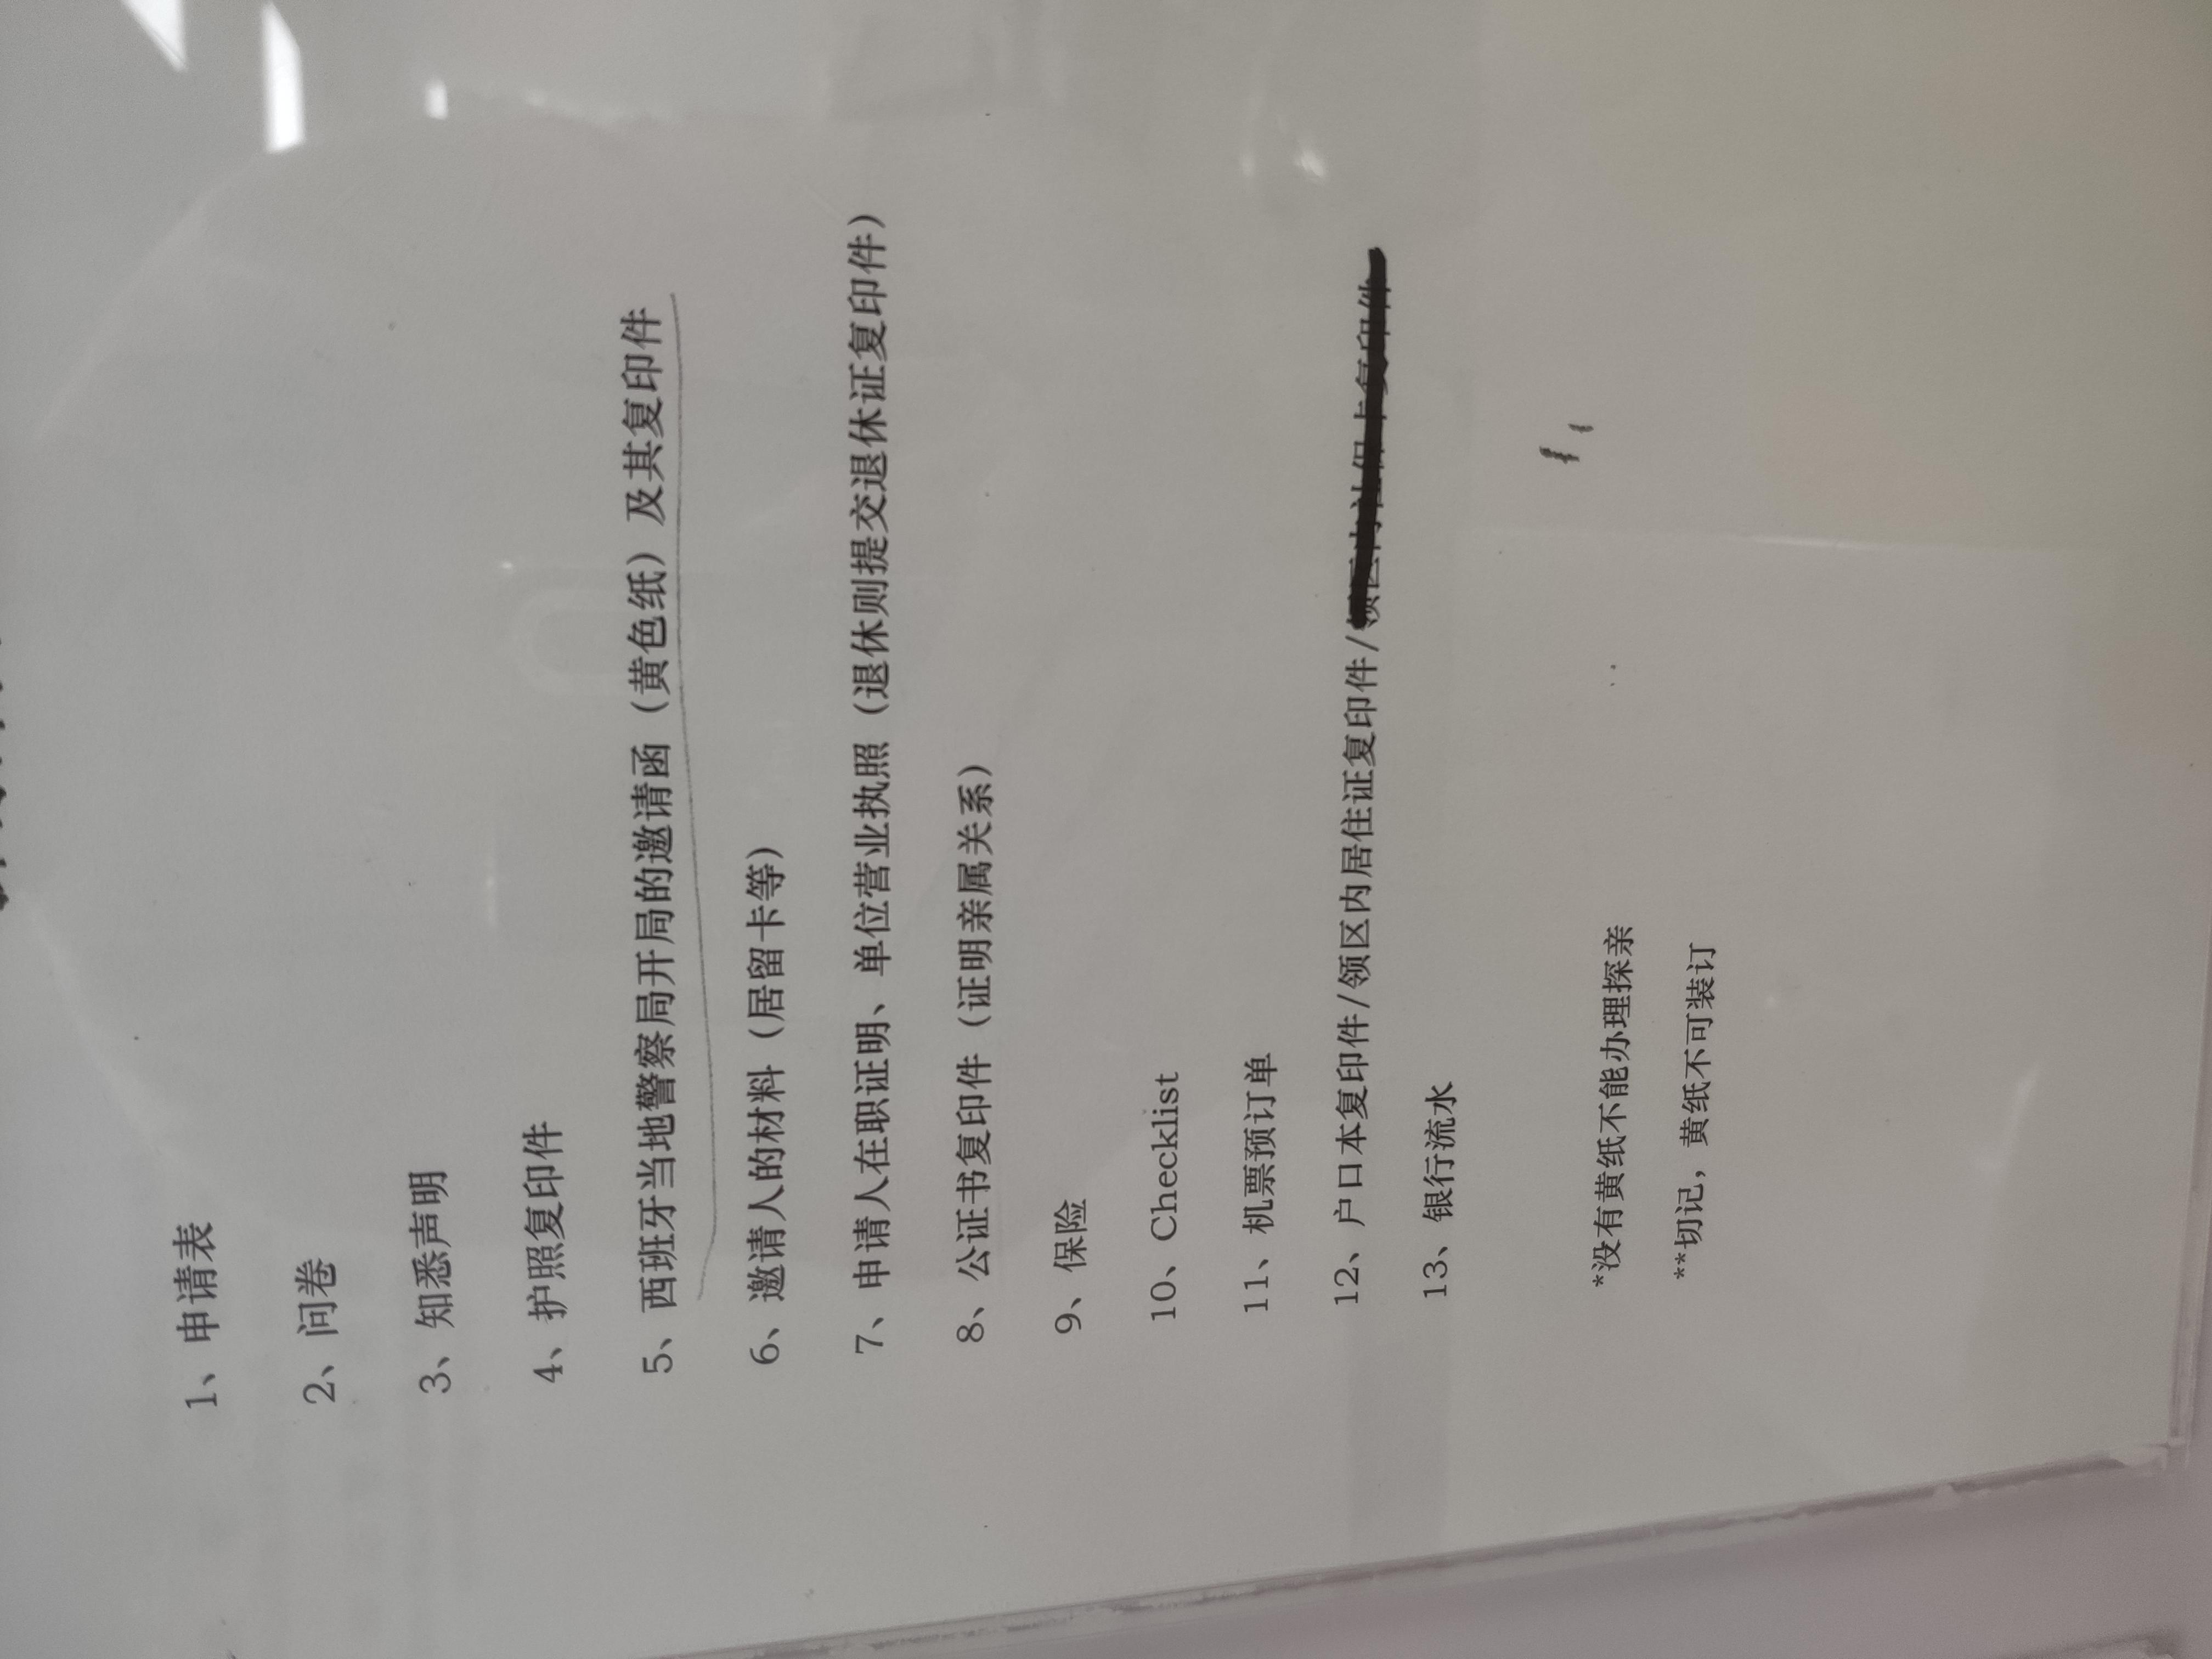 1、申请表
2、问卷
3、知悉声明
4、护照复印件
5、西班牙当地警察局开局的邀请函（黄色纸）及其复印件
6、邀请人的材料（居留卡等）
7、申请人在职证明、单位营业执照（退休则提交退休证复印件）
8、公证书复印件（证明亲属关系）
9、保险
10、Checklist
11、机票预订单
12、户口本复印件/领区内居住证复印件/
13、银行流水
*没有黄纸不能办理探亲
**切记，黄纸不可装订